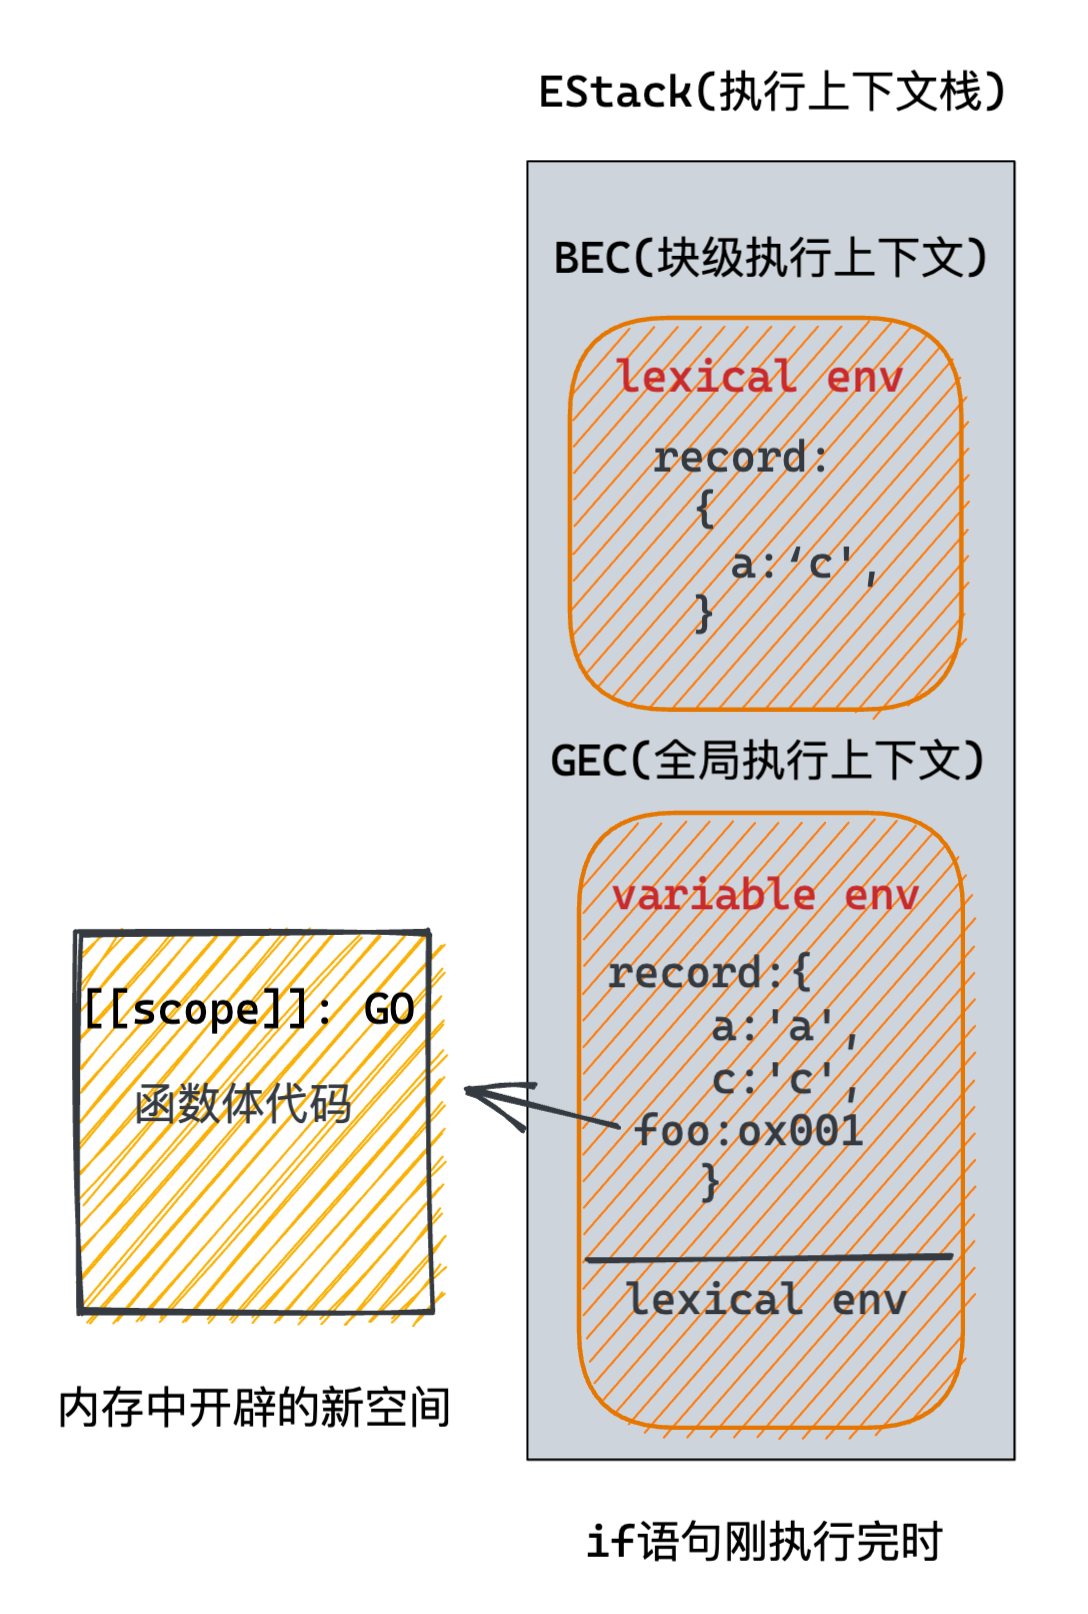 EStack(执行上下文栈)
BEC(块级执行上下文)
lexical env
record:
{
a:‘c',
}
GEC(全局执行上下文)
variable env
record:{
a:'a',
c:'c',
foo:ox001
}
lexical env
[[scope]]: GO
函数体代码
内存中开辟的新空间
if语句刚执行完时